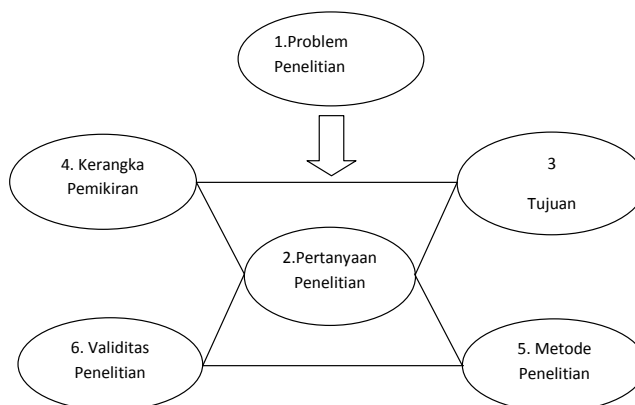 1.Problem
Penelitian
4. Kerangka
Pemikiran
3
Tujuan
2.Pertanyaan
Penelitian
6. Validitas
Penelitian
5. Metode
Penelitian